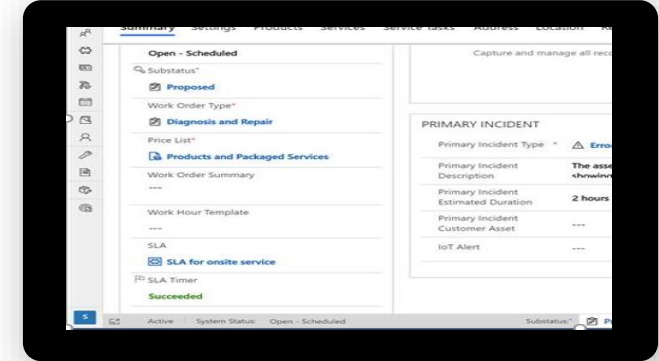 Summary Settings Products Services Service Tasks Address Location
Open - Scheduled
Substatus*
Proposed
Work Order Type*
Diagnosis and Repair
Price List*
Products and Packaged Services
Work Order Summary
---
Work Hour Template
---
SLA
SLA for onsite service
SLA Timer
Succeeded
Capture and manage all reco
PRIMARY INCIDENT
Primary Incident Type *
Erro
Primary Incident
Description
The asse
showing
Primary Incident
Estimated Duration
2 hours
Primary Incident
Customer Asset
---
IoT Alert
---
S
Active System Status: Open - Scheduled
Substatus:*